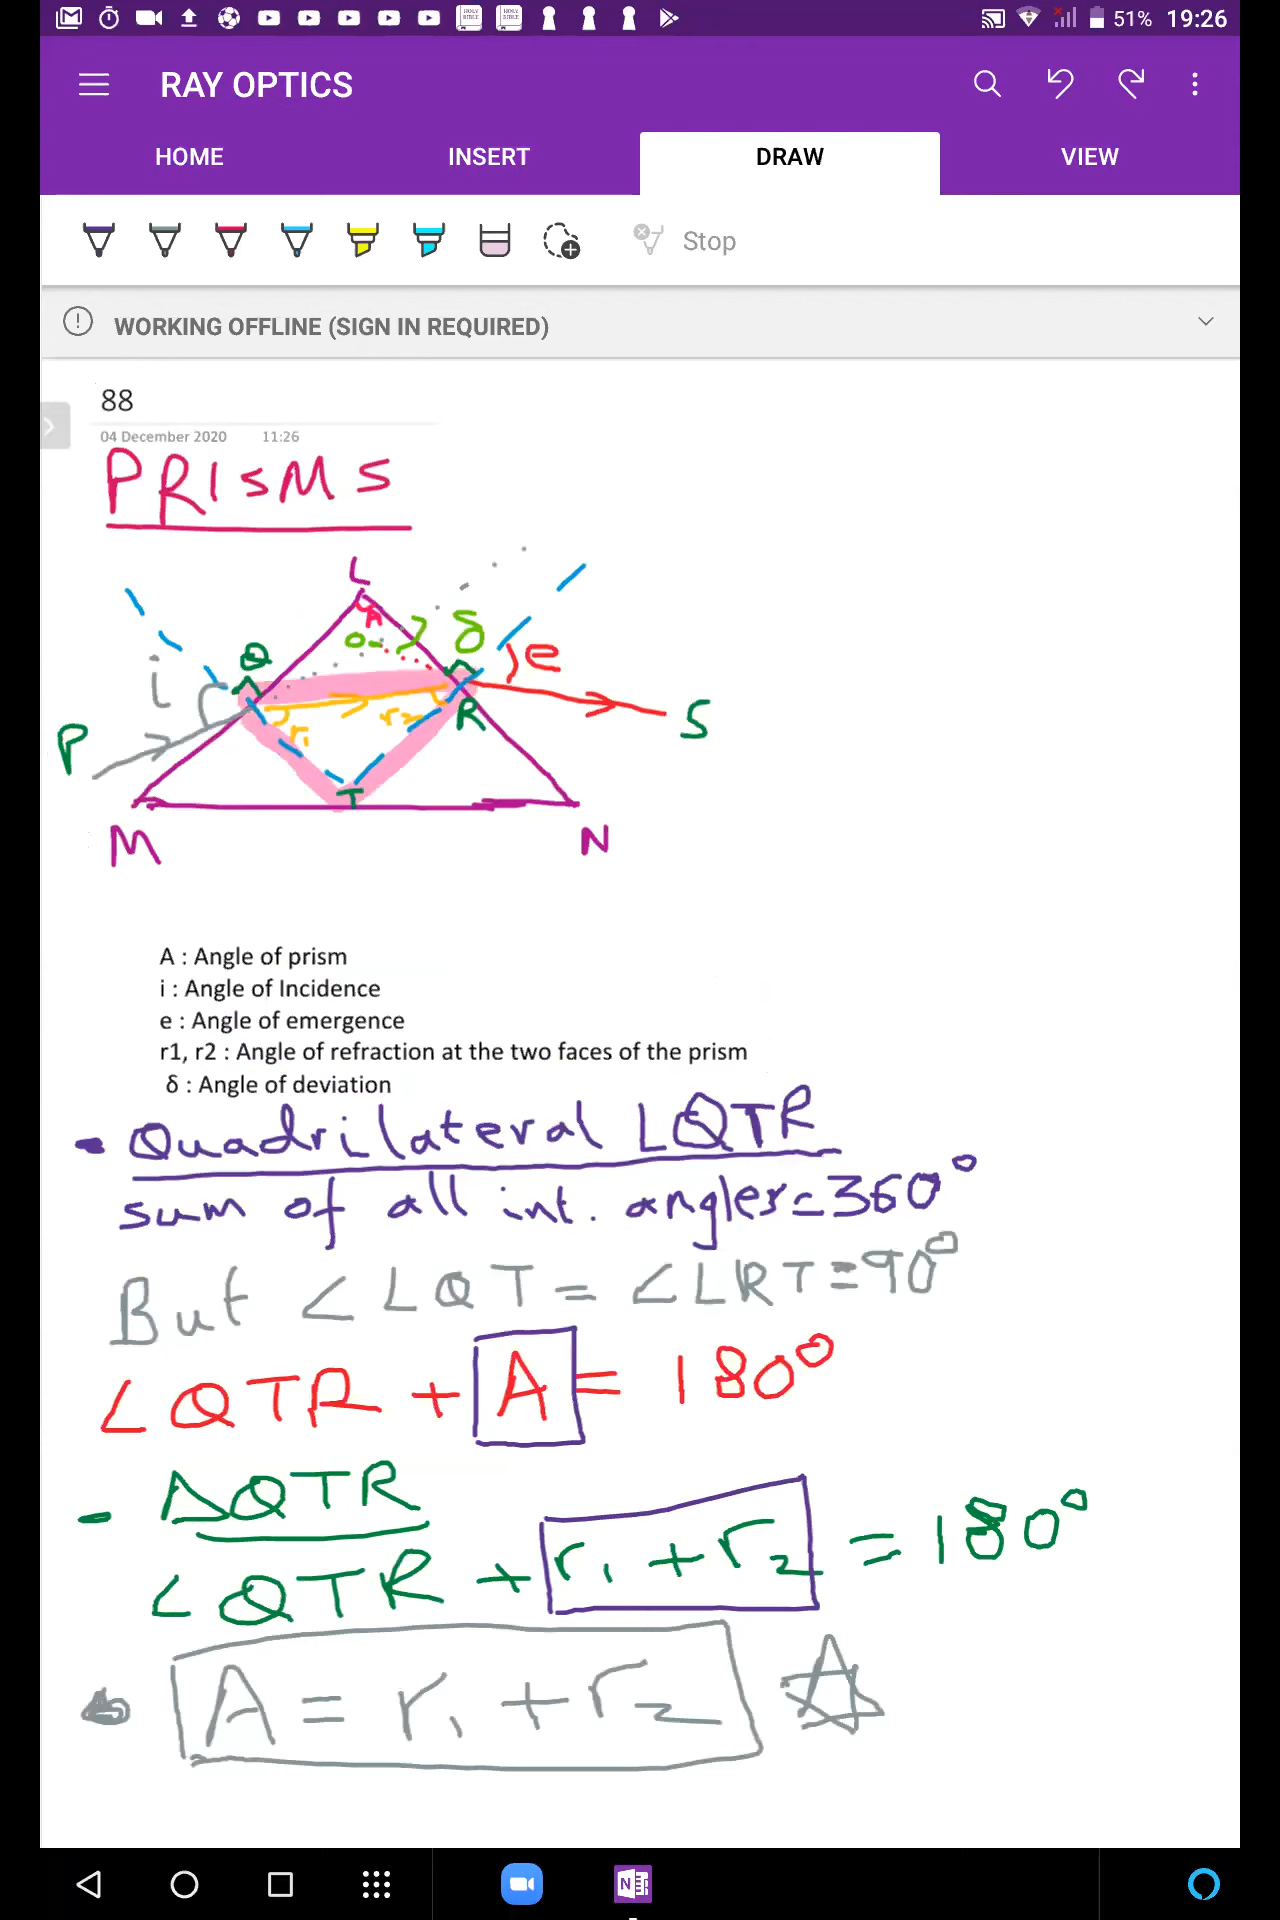 51% 19:26
RAY OPTICS
HOME INSERT DRAW VIEW
Stop
WORKING OFFLINE (SIGN IN REQUIRED)
88
04 December 2020 11:26
PRISMS
L
A
O δ
Q e
i
r₁ r₂ R S
P
T
M N
A : Angle of prism
i : Angle of Incidence
e : Angle of emergence
r1, r2 : Angle of refraction at the two faces of the prism
δ : Angle of deviation
- Quadrilateral LQTR
sum of all int. angles = 360°
But ∠LQT = ∠LRT = 90°
∠QTR + A = 180°
- ΔQTR
∠QTR + r₁ + r₂ = 180°
A = r₁ + r₂